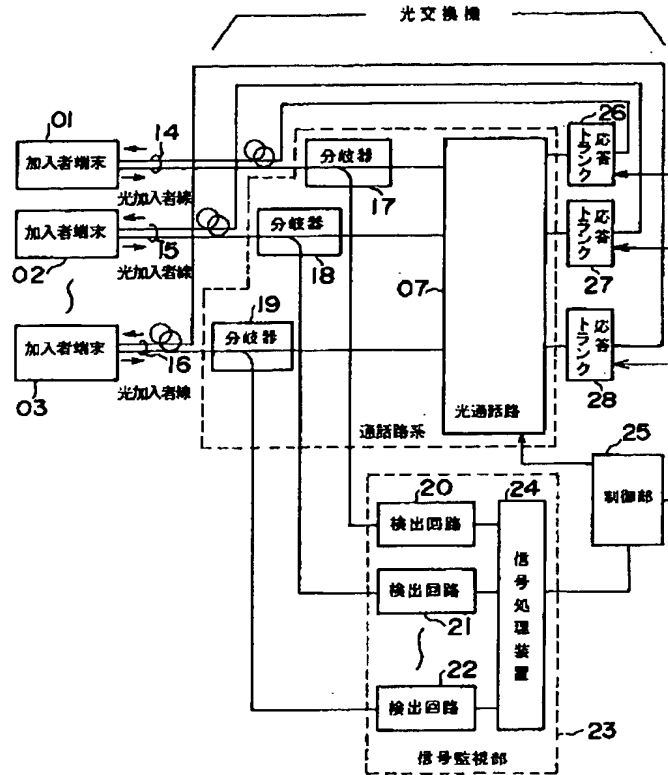 光交換機
01
加入者端末
14
光加入者線
分岐器
17
応答トランク
26
加入者端末
02
15
光加入者線
分岐器
18
07
応答トランク
27
19
分岐器
加入者端末
03
16
光加入者線
応答トランク
28
光通話路
通話路系
25
制御部
20
検出回路
24
信号処理装置
検出回路
21
22
検出回路
23
信号監視部